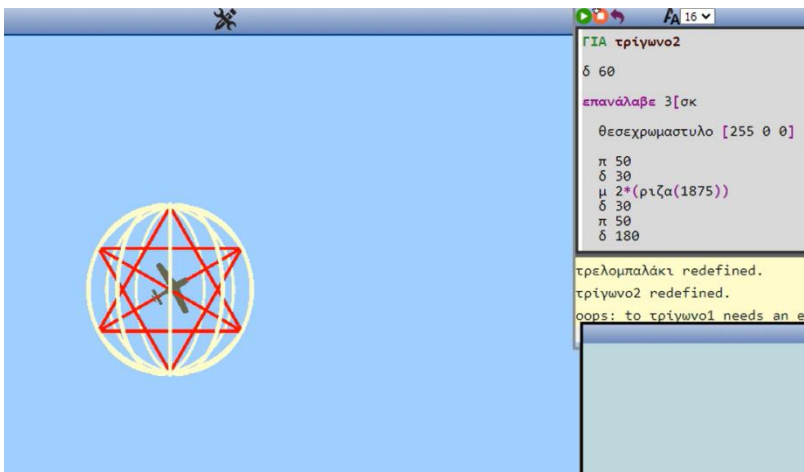 16
ΓΙΑ τρίγωνο2
δ 60
επανάλαβε 3[σκ
θεσεχρωμαστυλο [255 0 0]
π 50
δ 30
μ 2*(ριζα(1875))
δ 30
π 50
δ 180
τρελομπαλάκι redefined.
τρίγωνο2 redefined.
oops: to τρίγωνο1 needs an e